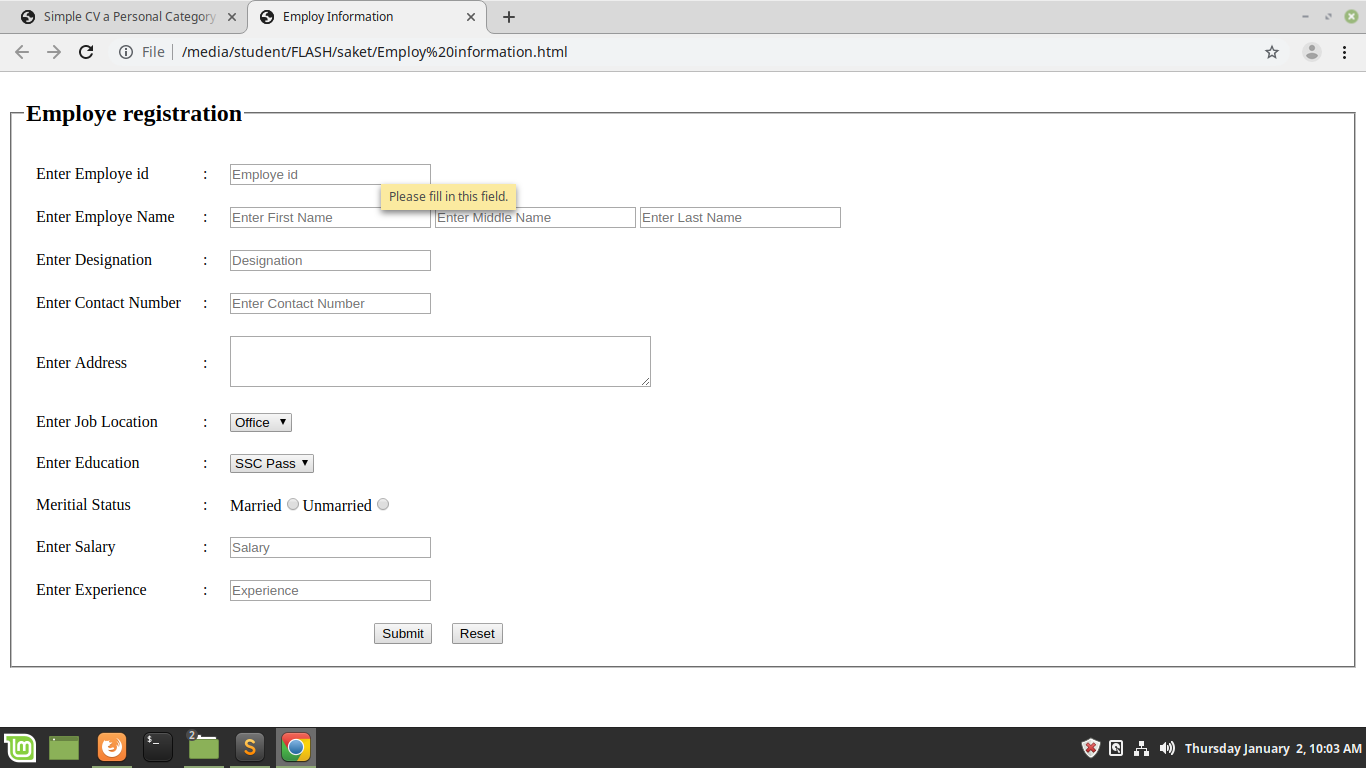 Simple CV a Personal Category
Employ Information
File /media/student/FLASH/saket/Employ%20information.html
Employe registration
Enter Employe id : Employe id
Please fill in this field.
Enter Employe Name : Enter First Name Enter Middle Name Enter Last Name
Enter Designation : Designation
Enter Contact Number : Enter Contact Number
Enter Address :
Enter Job Location : Office
Enter Education : SSC Pass
Meritial Status : Married Unmarried
Enter Salary : Salary
Enter Experience : Experience
Submit Reset
2
$_
S
Thursday January 2, 10:03 AM